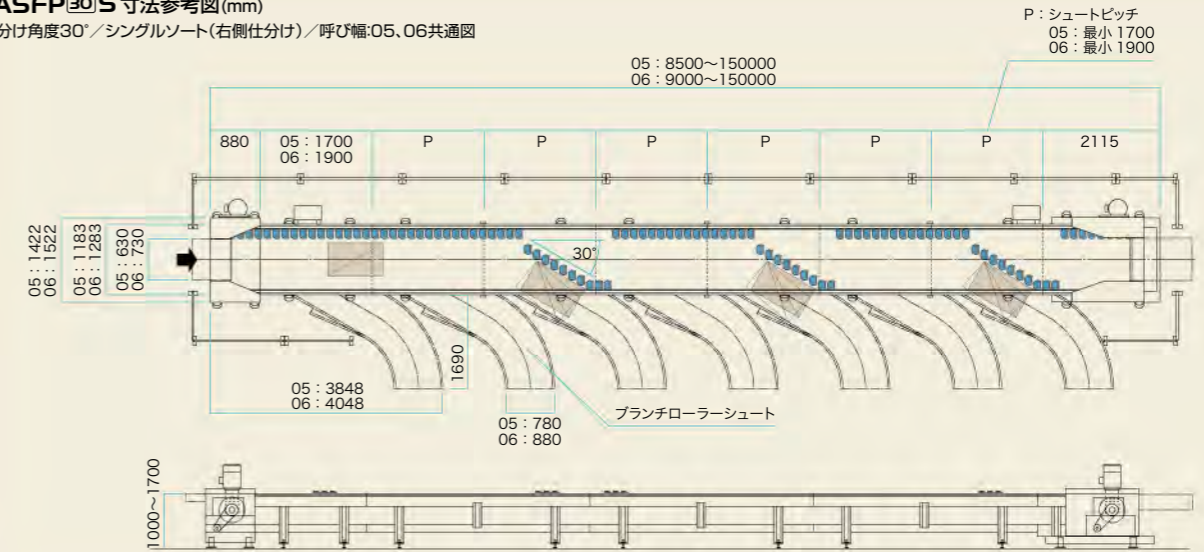 ASFP30S 寸法参考図(mm)
分け角度30°／シングルソート(右側仕分け)／呼び幅:05、06共通図
P：シュートピッチ
05：最小 1700
06：最小 1900
05：8500〜150000
06：9000〜150000
880
05：1700
06：1900
P
P
P
P
P
P
2115
05：1422
06：1522
05：1183
06：1283
05：630
06：730
30°
1690
05：3848
06：4048
05：780
06：880
ブランチローラーシュート
1000〜1700